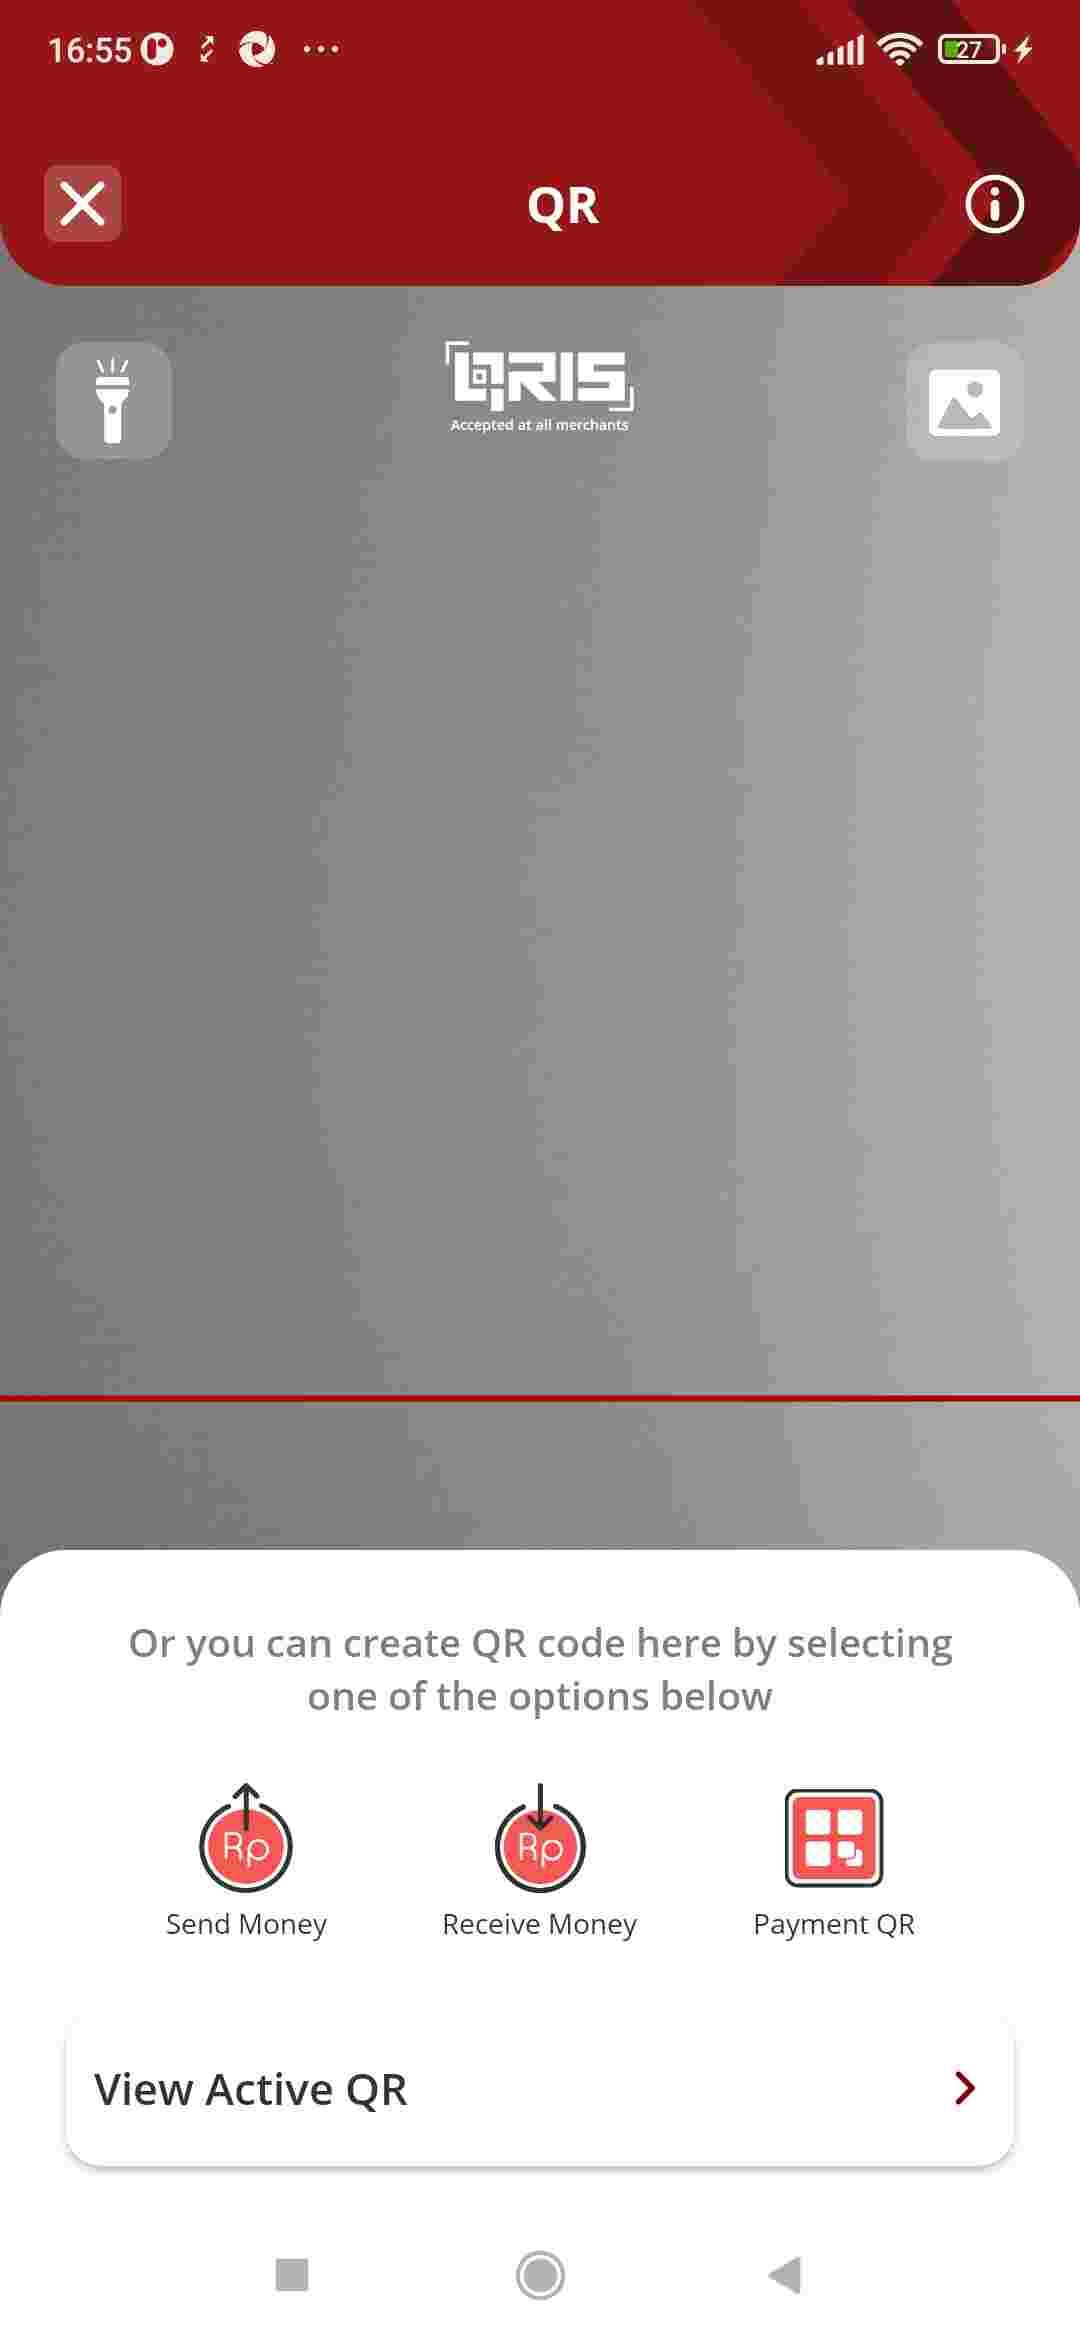 16:55
27
QR
QRIS
Accepted at all merchants
Or you can create QR code here by selecting
one of the options below
Rp
Rp
Send Money
Receive Money
Payment QR
View Active QR